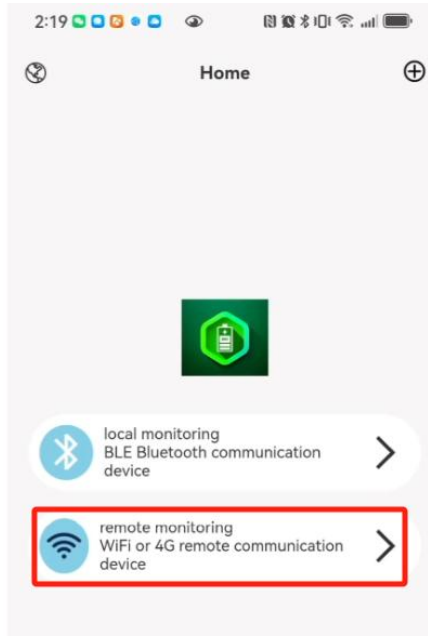 2:19
Home
local monitoring
BLE Bluetooth communication
device
remote monitoring
WiFi or 4G remote communication
device